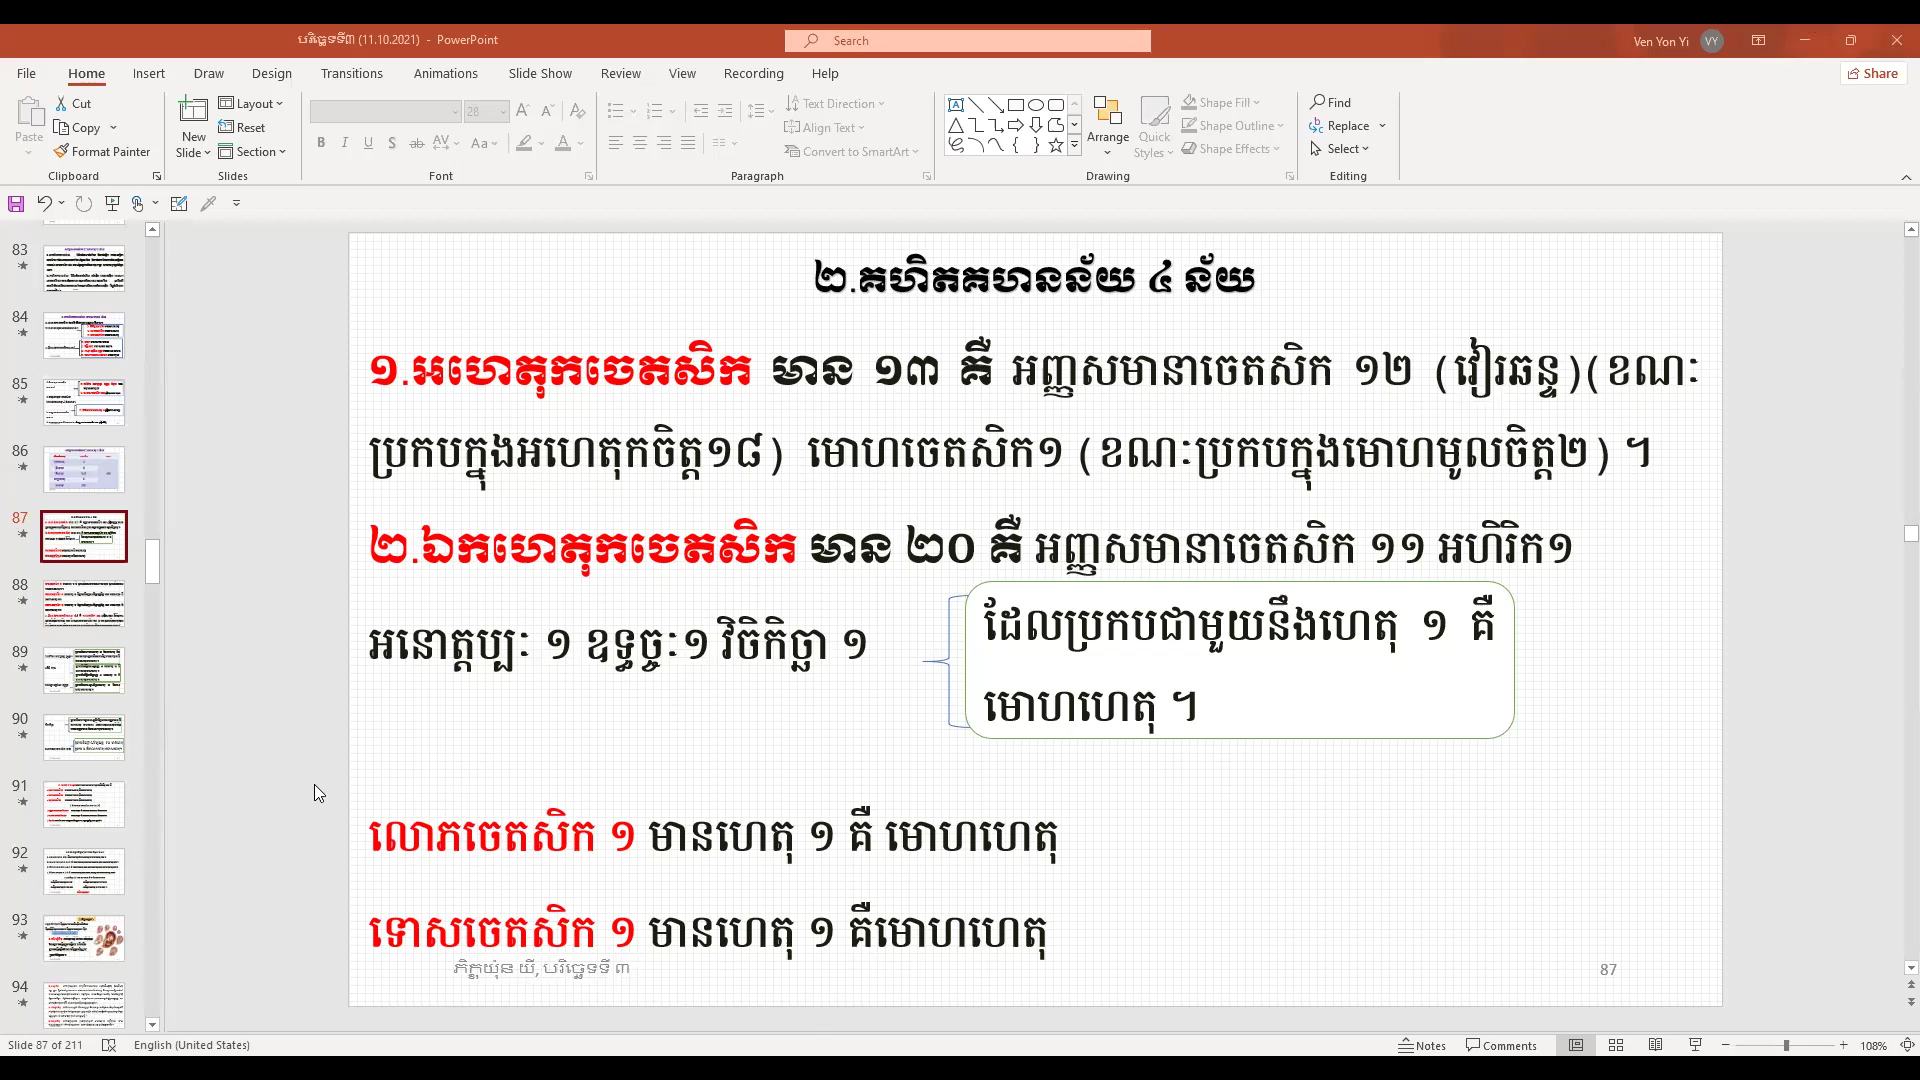 បរិច្ឆេទទី៣ (11.10.2021) - PowerPoint
Search
Ven Yon Yi VY
File Home Insert Draw Design Transitions Animations Slide Show Review View Recording Help
Share
Paste
Cut
Copy
Format Painter
Clipboard
New Slide
Layout
Reset
Section
Slides
28
Font
Text Direction
Align Text
Convert to SmartArt
Paragraph
Arrange
Quick Styles
Shape Fill
Shape Outline
Shape Effects
Drawing
Find
Replace
Select
Editing
83
84
85
86
87
88
89
90
91
92
93
94
២.គហិតគហនន័យ ៤ ន័យ
១.អហេតុកចេតសិក មាន ១៣ គឺ អញ្ញសមានាចេតសិក ១២ (វៀរឆន្ទ)(ខណៈ
ប្រកបក្នុងអហេតុកចិត្ត១៨) មោហចេតសិក១ (ខណៈប្រកបក្នុងមោហមូលចិត្ត២) ។
២.ឯកហេតុកចេតសិក មាន ២០ គឺ អញ្ញសមានាចេតសិក ១១ អហិរិក១
អនោត្តប្បៈ ១ ឧទ្ធច្ចៈ១ វិចិកិច្ឆា ១
ដែលប្រកបជាមួយនឹងហេតុ ១ គឺ
មោហហេតុ ។
លោភចេតសិក ១ មានហេតុ ១ គឺ មោហហេតុ
ទោសចេតសិក ១ មានហេតុ ១ គឺមោហហេតុ
ភិក្ខុយ៉ុន យី, បរិច្ឆេទទី ៣
87
Slide 87 of 211
English (United States)
Notes
Comments
108%